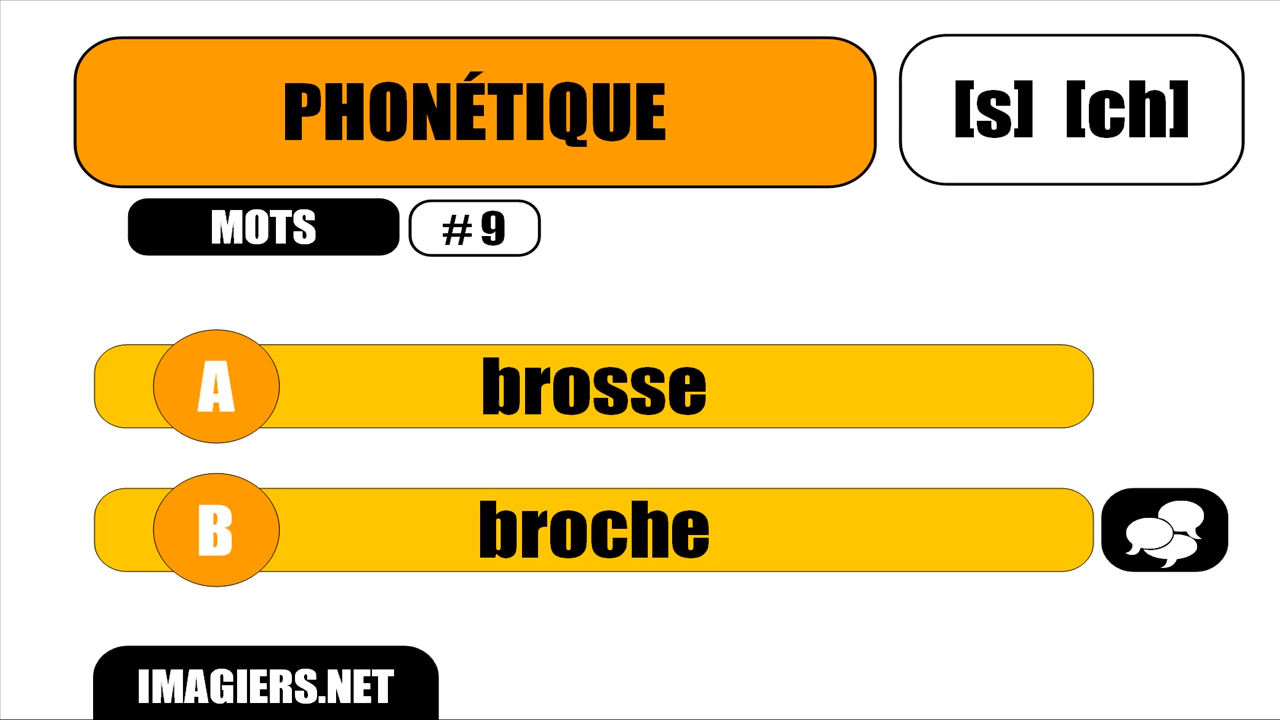 PHONÉTIQUE
[s] [ch]
MOTS
# 9
A
brosse
B
broche
IMAGIERS.NET